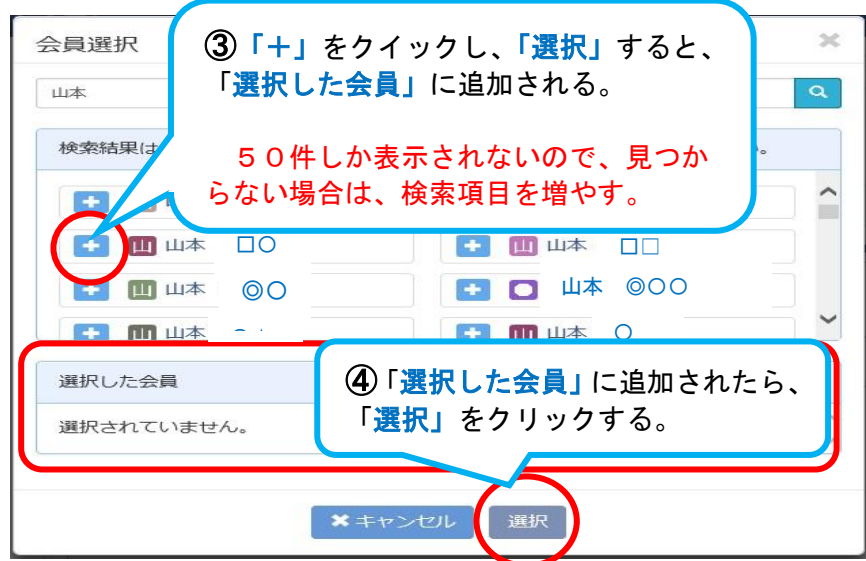 会員選択
③「＋」をクイックし、「選択」すると、
「選択した会員」に追加される。
５０件しか表示されないので、見つか
らない場合は、検索項目を増やす。
山本
検索結果は
山本 □〇
山本 □□
山本 ◎〇
山本 ◎〇〇
山本
山本 〇
選択した会員
選択されていません。
④「選択した会員」に追加されたら、
「選択」をクリックする。
キャンセル
選択